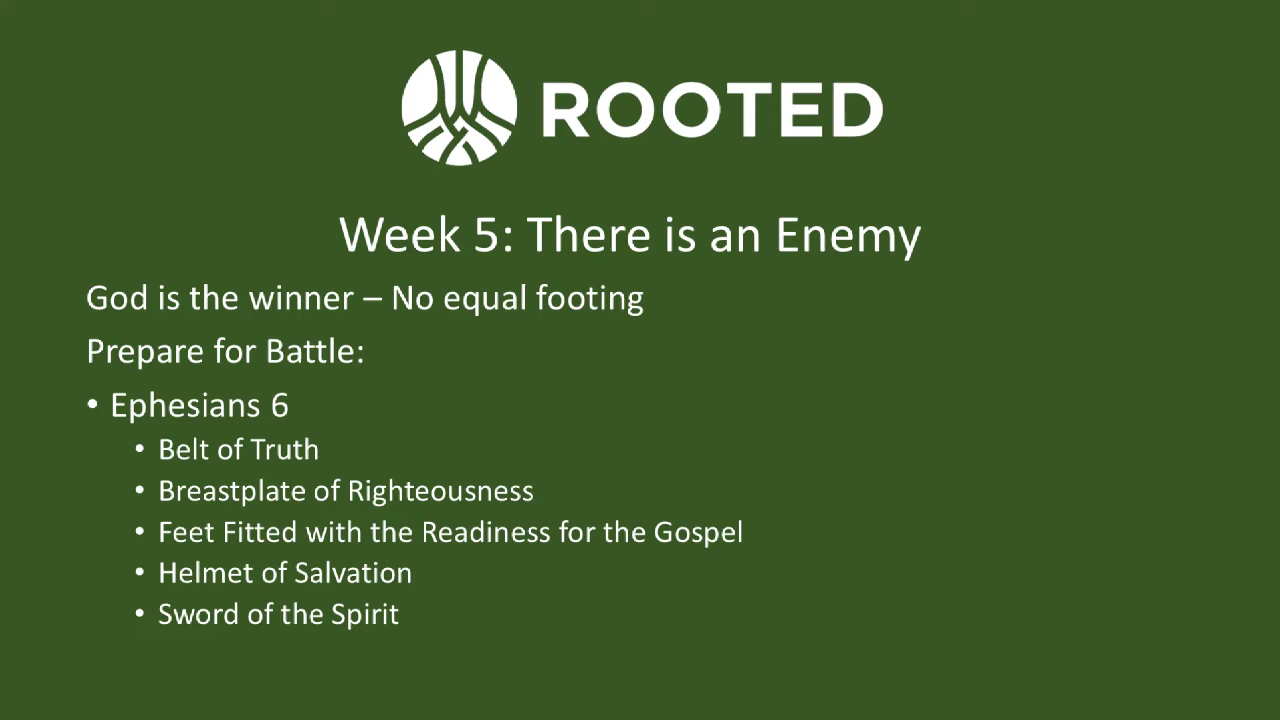 ROOTED
Week 5: There is an Enemy
God is the winner – No equal footing
Prepare for Battle:
• Ephesians 6
• Belt of Truth
• Breastplate of Righteousness
• Feet Fitted with the Readiness for the Gospel
• Helmet of Salvation
• Sword of the Spirit